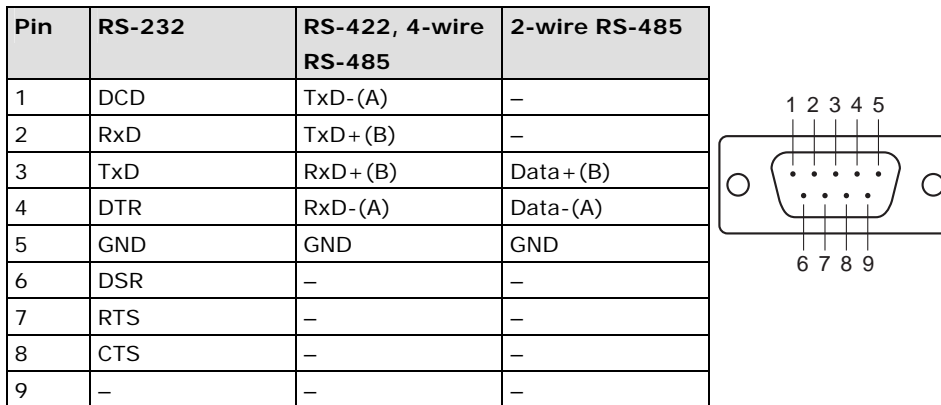 Pin RS-232 RS-422, 4-wire RS-485 2-wire RS-485
1 DCD TxD-(A) –
2 RxD TxD+(B) –
3 TxD RxD+(B) Data+(B)
4 DTR RxD-(A) Data-(A)
5 GND GND GND
6 DSR – –
7 RTS – –
8 CTS – –
9 – – –
1 2 3 4 5
6 7 8 9